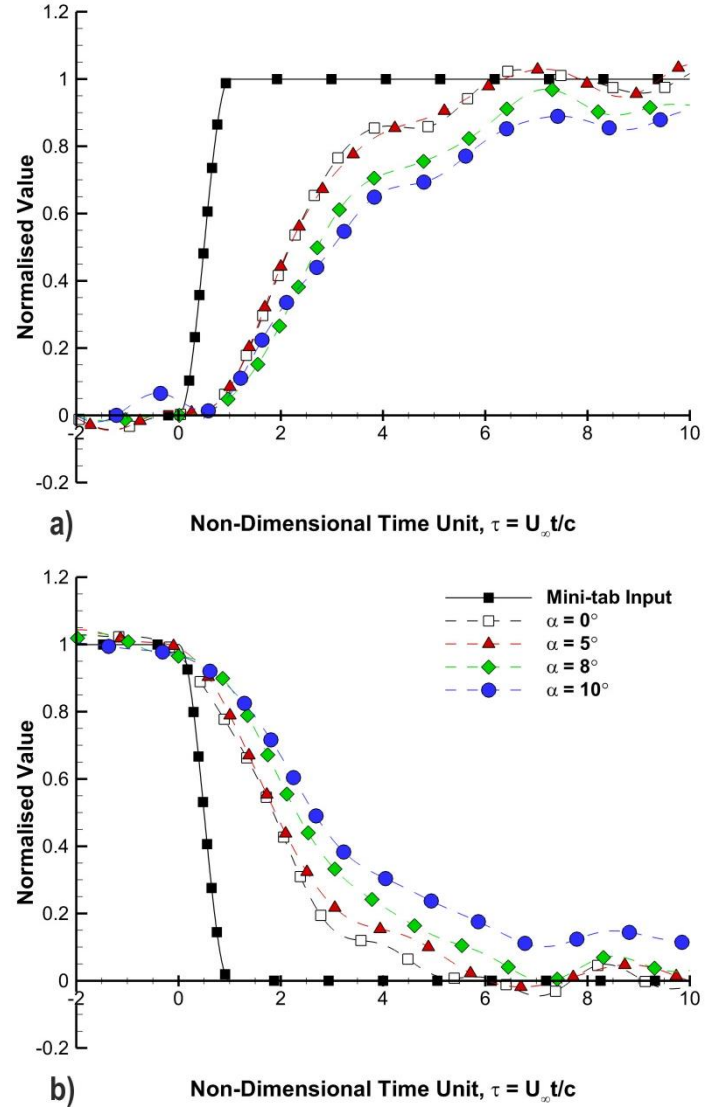 1.2
1
0.8
0.6
0.4
0.2
0
-0.2
Normalised Value
-2 0 2 4 6 8 10
a) Non-Dimensional Time Unit, τ = U∞t/c
1.2
1
0.8
0.6
0.4
0.2
0
-0.2
Normalised Value
Mini-tab Input
α = 0°
α = 5°
α = 8°
α = 10°
-2 0 2 4 6 8 10
b) Non-Dimensional Time Unit, τ = U∞t/c